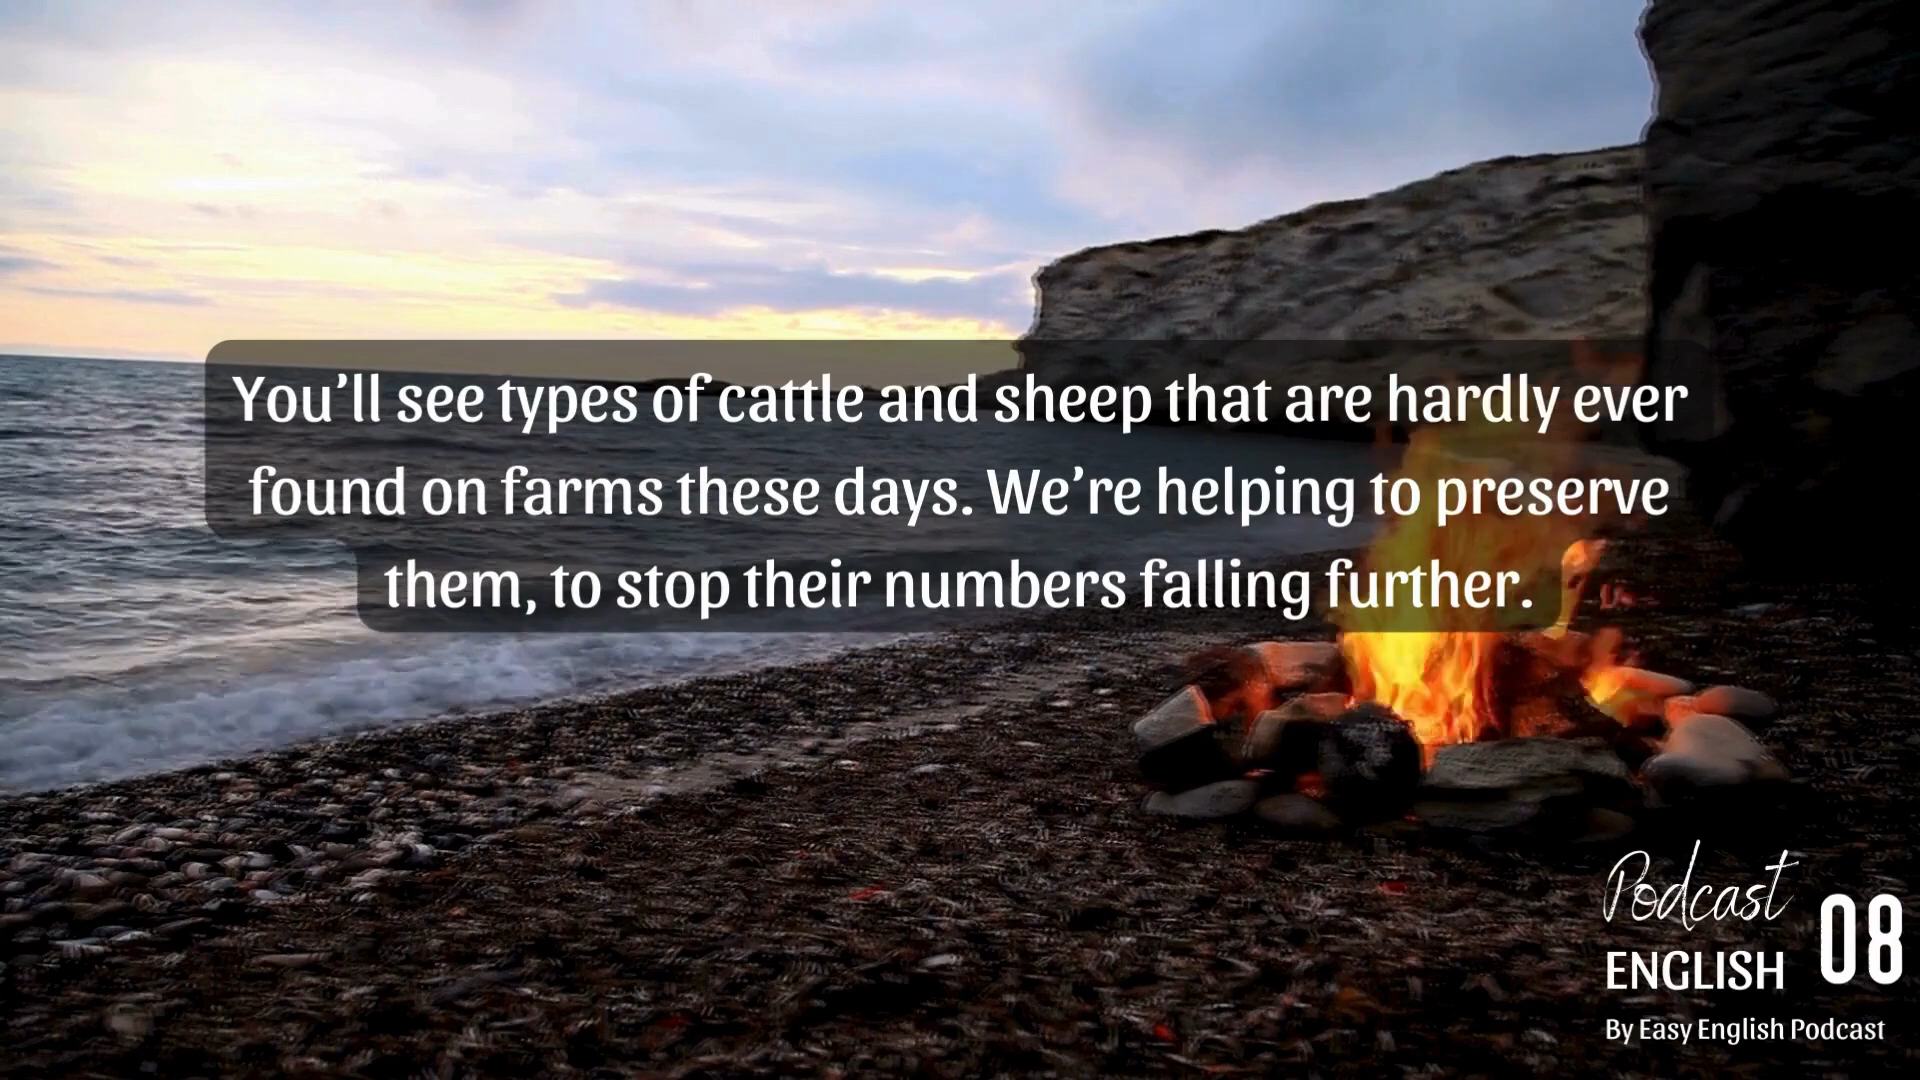 You’ll see types of cattle and sheep that are hardly ever
found on farms these days. We’re helping to preserve
them, to stop their numbers falling further.
Podcast
ENGLISH
08
By Easy English Podcast